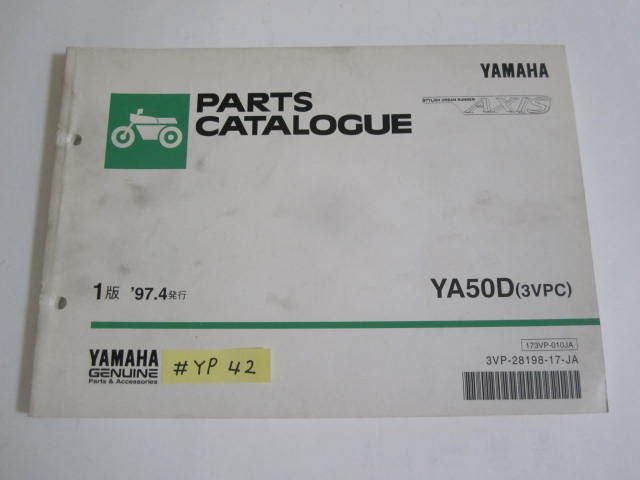 YAMAHA
PARTS
CATALOGUE
STYLISH URBAN RUNNER
AXIS
1版 '97.4発行
YA50D(3VPC)
173VP-010JA
3VP-28198-17-JA
YAMAHA
GENUINE
Parts & Accessories
#YP 42